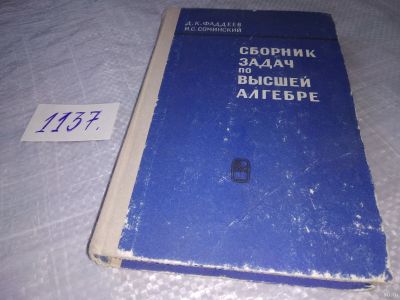 Д. К. ФАДДЕЕВ
И. С. СОМИНСКИЙ
СБОРНИК
ЗАДАЧ
ПО
ВЫСШЕЙ
АЛГЕБРЕ
1137.